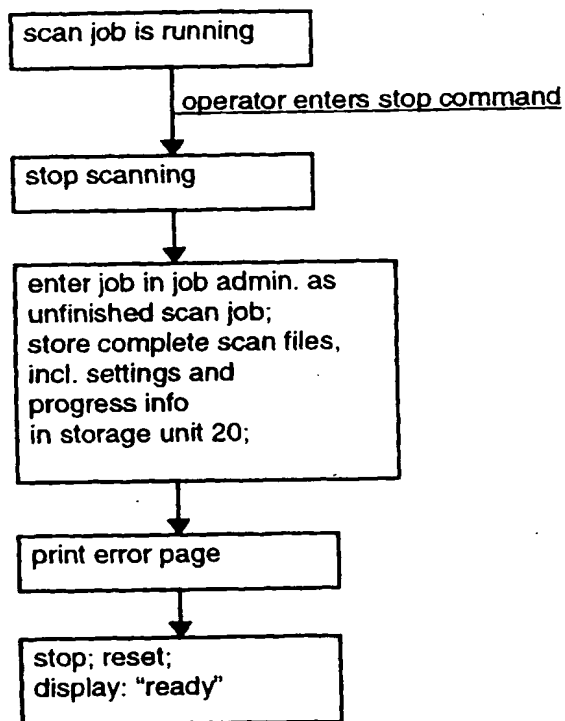 scan job is running
operator enters stop command
stop scanning
enter job in job admin. as
unfinished scan job;
store complete scan files,
incl. settings and
progress info
in storage unit 20;
print error page
stop; reset;
display: "ready"